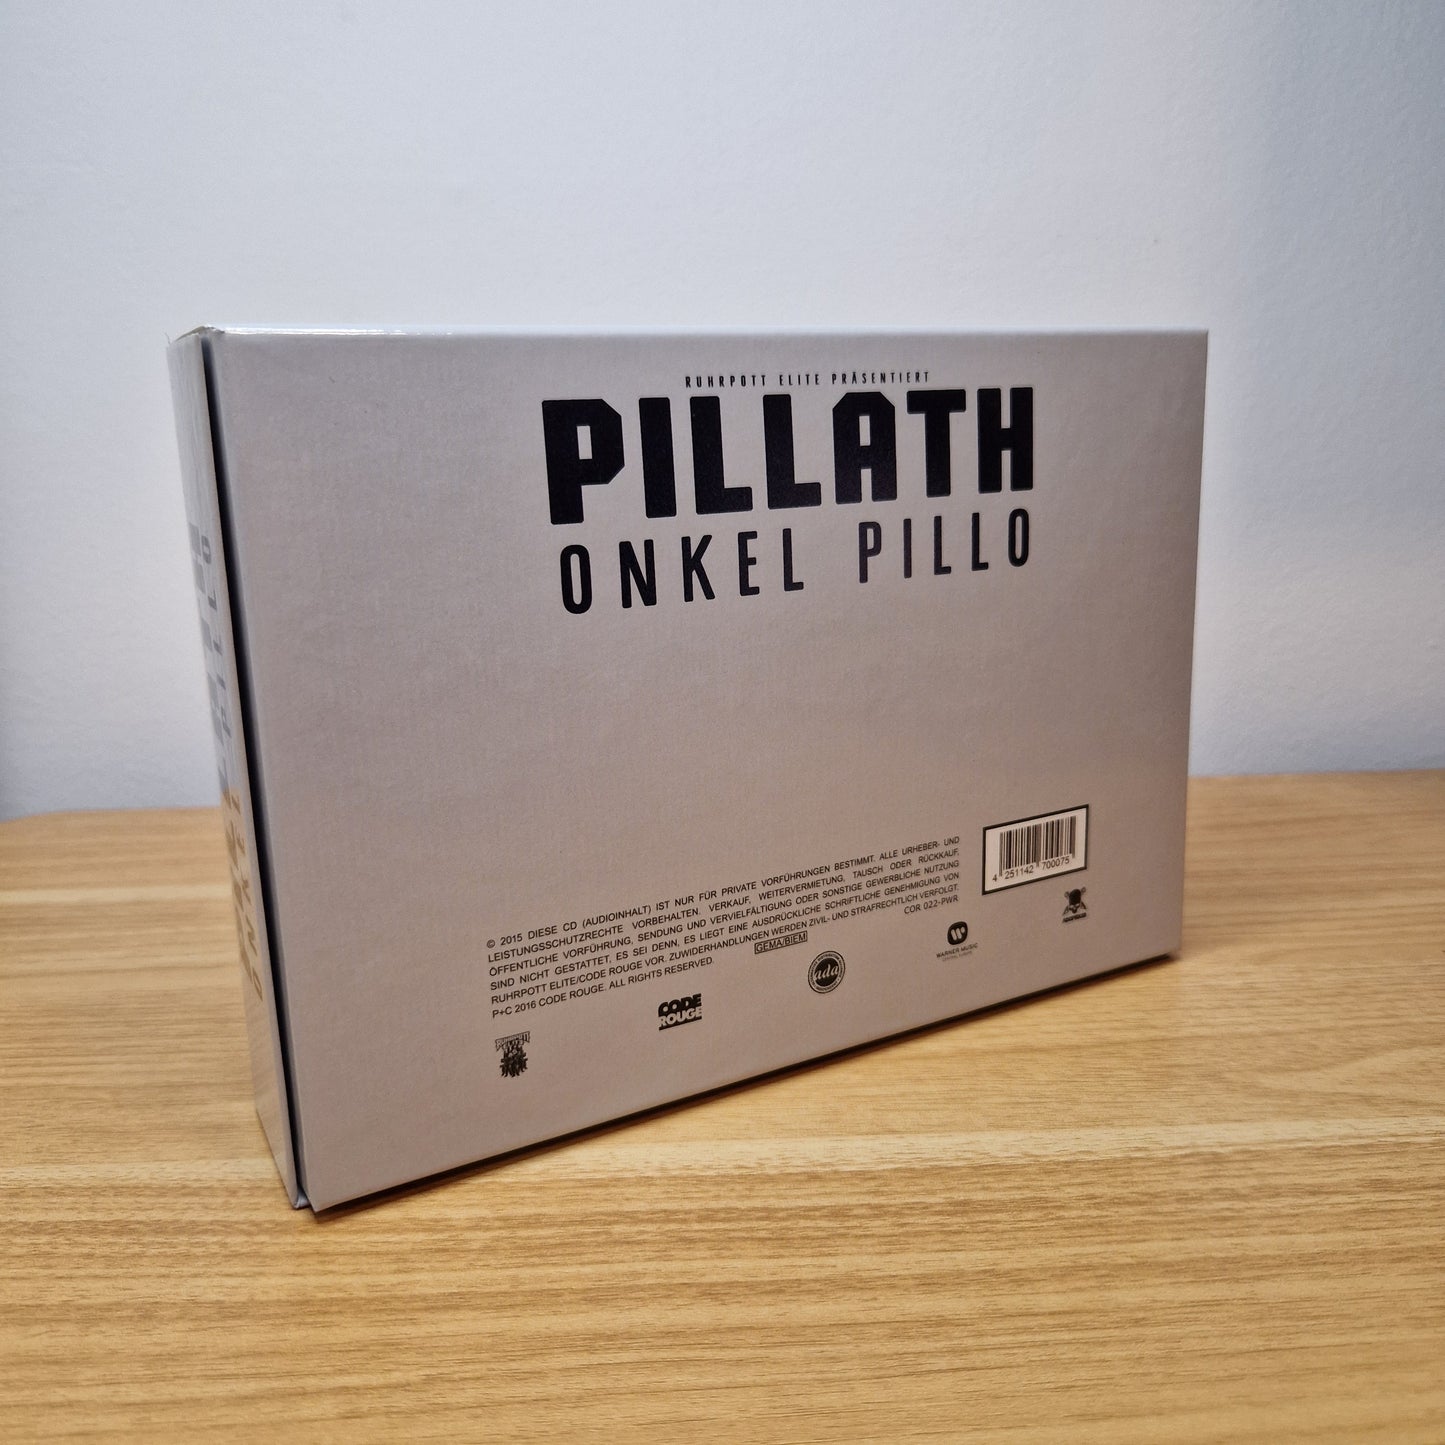 RUHRPOTT ELITE PRÄSENTIERT
PILLATH
ONKEL PILLO
© 2015 DIESE CD (AUDIOINHALT) IST NUR FÜR PRIVATE VORFÜHRUNGEN BESTIMMT. ALLE URHEBER- UND
LEISTUNGSSCHUTZRECHTE VORBEHALTEN. VERKAUF, WEITERVERMIETUNG, TAUSCH ODER RÜCKKAUF,
ÖFFENTLICHE VORFÜHRUNG, SENDUNG UND VERVIELFÄLTIGUNG ODER SONSTIGE GEWERBLICHE NUTZUNG
SIND NICHT GESTATTET, ES SEI DENN, ES LIEGT EINE AUSDRÜCKLICHE SCHRIFTLICHE GENEHMIGUNG VON
RUHRPOTT ELITE/CODE ROUGE VOR. ZUWIDERHANDLUNGEN WERDEN ZIVIL- UND STRAFRECHTLICH VERFOLGT.
P+C 2016 CODE ROUGE. ALL RIGHTS RESERVED.
GEMA/BIEM
COR 022-PWR
4 251142 700075
CODE
ROUGE
ada
WARNER MUSIC
CENTRAL EUROPE
PILLATH
ONKEL PILLO